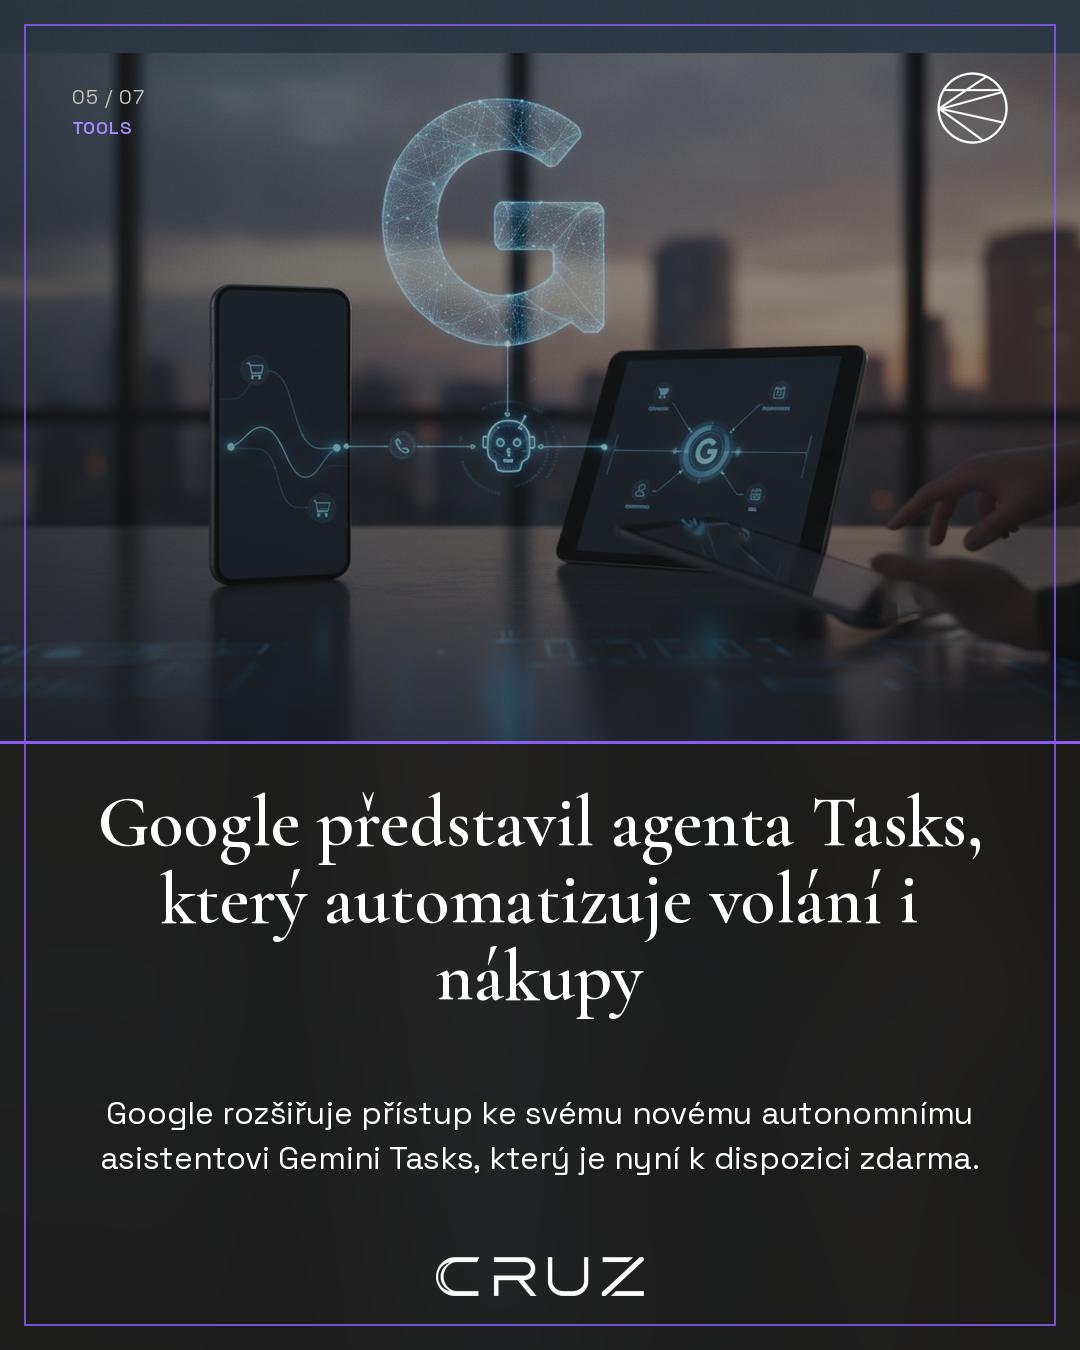 05 / 07
TOOLS
G
G
Google představil agenta Tasks,
který automatizuje volání i
nákupy
Google rozšiřuje přístup ke svému novému autonomnímu
asistentovi Gemini Tasks, který je nyní k dispozici zdarma.
CRUZ